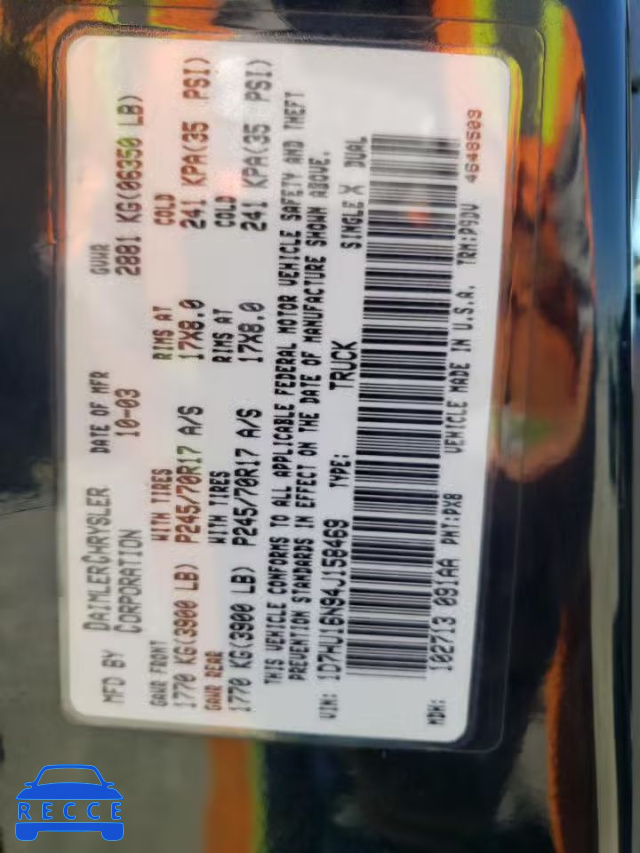 MFD BY DAIMLERCHRYSLER CORPORATION DATE OF MFR 10-03 GVWR 2881 KG(06350 LB)
GAWR FRONT WITH TIRES RIMS AT COLD
1770 KG(3900 LB) P245/70R17 A/S 17X8.0 241 KPA(35 PSI)
GAWR REAR WITH TIRES RIMS AT COLD
1770 KG(3900 LB) P245/70R17 A/S 17X8.0 241 KPA(35 PSI)
THIS VEHICLE CONFORMS TO ALL APPLICABLE FEDERAL MOTOR VEHICLE SAFETY AND THEFT
PREVENTION STANDARDS IN EFFECT ON THE DATE OF MANUFACTURE SHOWN ABOVE.
VIN: 1D7HU16N94J158469 TYPE: TRUCK SINGLE X DUAL
MDH: 102713 091AA PNT:PX8 VEHICLE MADE IN U.S.A. TRM:P9DV 4648503
RECCE